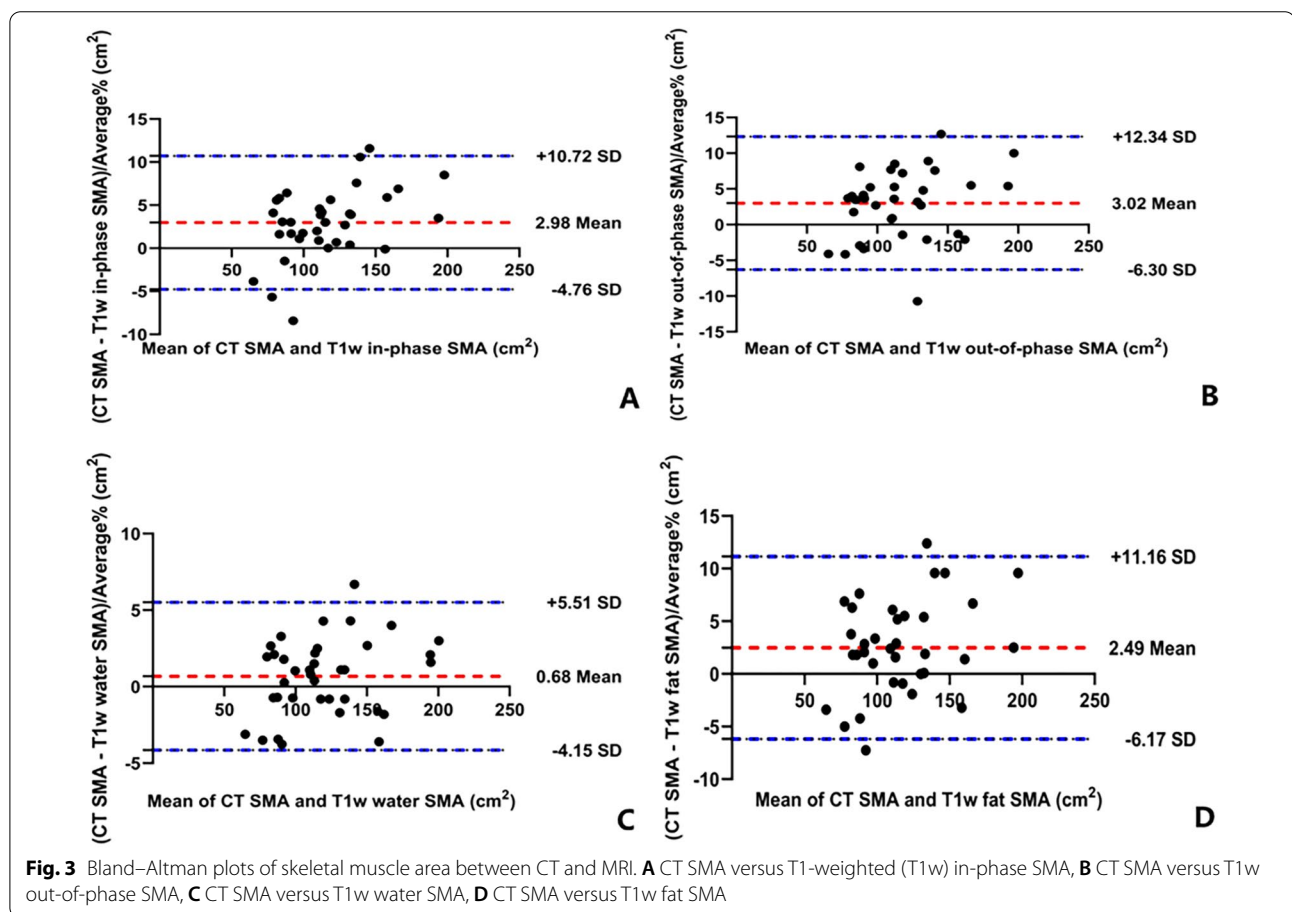 (CT SMA - T1w in-phase SMA)/Average% (cm²)
15
10
5
0
-5
-10
50 100 150 200 250
+10.72 SD
2.98 Mean
-4.76 SD
Mean of CT SMA and T1w in-phase SMA (cm²)
A
(CT SMA - T1w out-of-phase SMA)/Average% (cm²)
15
10
5
0
-5
-10
-15
50 100 150 200 250
+12.34 SD
3.02 Mean
-6.30 SD
Mean of CT SMA and T1w out-of-phase SMA (cm²)
B
(CT SMA - T1w water SMA)/Average% (cm²)
10
5
0
-5
50 100 150 200 250
+5.51 SD
0.68 Mean
-4.15 SD
Mean of CT SMA and T1w water SMA (cm²)
C
(CT SMA - T1w fat SMA)/Average% (cm²)
15
10
5
0
-5
-10
50 100 150 200 250
+11.16 SD
2.49 Mean
-6.17 SD
Mean of CT SMA and T1w fat SMA (cm²)
D
Fig. 3 Bland–Altman plots of skeletal muscle area between CT and MRI. A CT SMA versus T1-weighted (T1w) in-phase SMA, B CT SMA versus T1w
out-of-phase SMA, C CT SMA versus T1w water SMA, D CT SMA versus T1w fat SMA